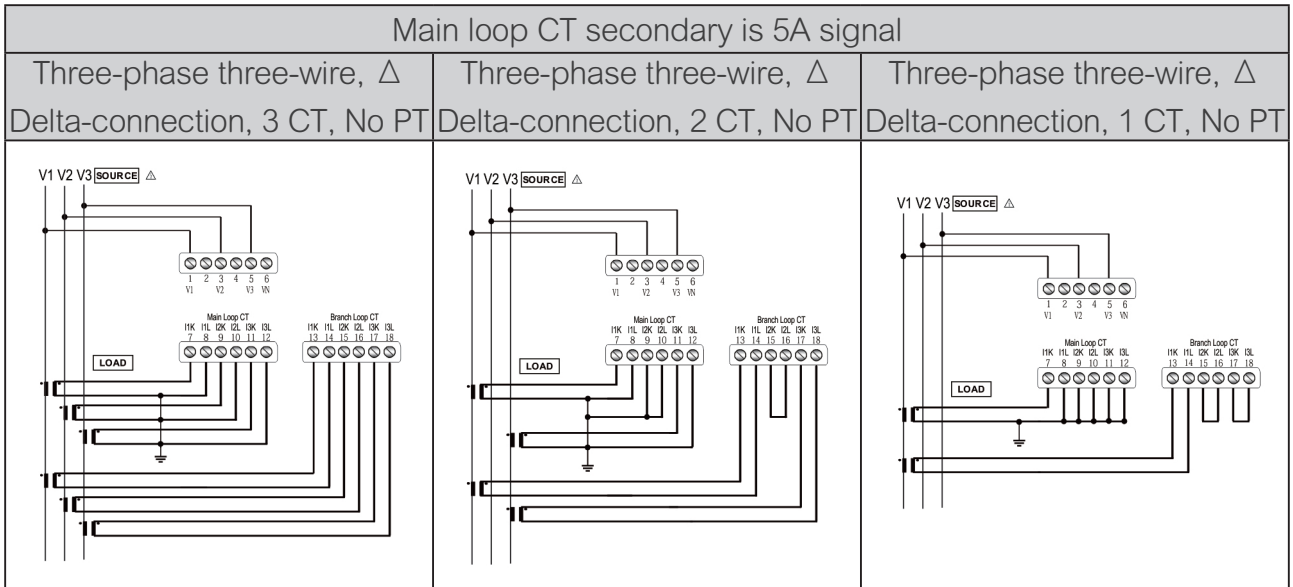 Main loop CT secondary is 5A signal
Three-phase three-wire, △
Delta-connection, 3 CT, No PT
Three-phase three-wire, △
Delta-connection, 2 CT, No PT
Three-phase three-wire, △
Delta-connection, 1 CT, No PT
V1 V2 V3 SOURCE
1 2 3 4 5 6
V1 V2 V3 VN
Main Loop CT
I1K I1L I2K I2L I3K I3L
7 8 9 10 11 12
Branch Loop CT
I1K I1L I2K I2L I3K I3L
13 14 15 16 17 18
LOAD
V1 V2 V3 SOURCE
1 2 3 4 5 6
V1 V2 V3 VN
Main Loop CT
I1K I1L I2K I2L I3K I3L
7 8 9 10 11 12
Branch Loop CT
I1K I1L I2K I2L I3K I3L
13 14 15 16 17 18
LOAD
V1 V2 V3 SOURCE
1 2 3 4 5 6
V1 V2 V3 VN
Main Loop CT
I1K I1L I2K I2L I3K I3L
7 8 9 10 11 12
Branch Loop CT
I1K I1L I2K I2L I3K I3L
13 14 15 16 17 18
LOAD